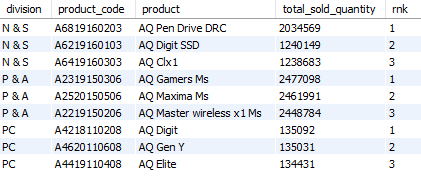 division product_code product total_sold_quantity rnk
N & S A6819160203 AQ Pen Drive DRC 2034569 1
N & S A6219160103 AQ Digit SSD 1240149 2
N & S A6419160303 AQ Clx1 1238683 3
P & A A2319150306 AQ Gamers Ms 2477098 1
P & A A2520150506 AQ Maxima Ms 2461991 2
P & A A2219150206 AQ Master wireless x1 Ms 2448784 3
PC A4218110208 AQ Digit 135092 1
PC A4620110608 AQ Gen Y 135031 2
PC A4419110408 AQ Elite 134431 3